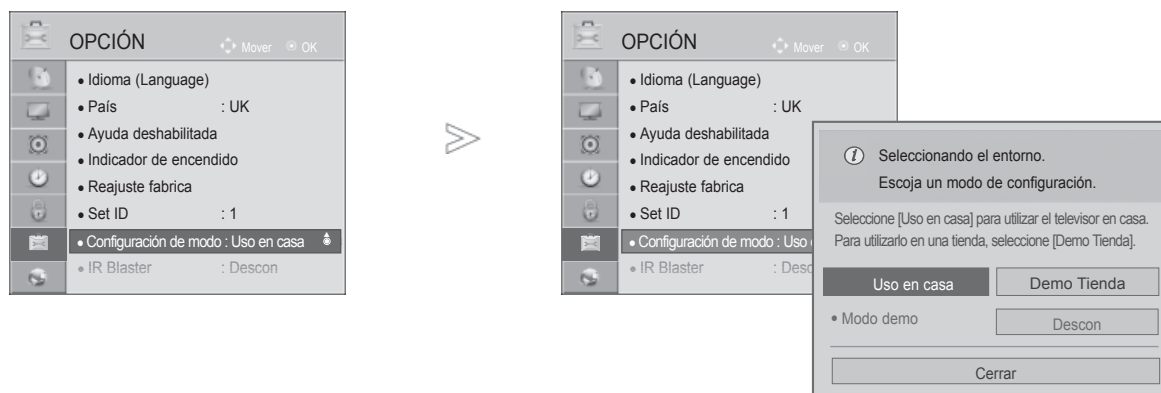 OPCIÓN
Mover
OK
• Idioma (Language)
• País : UK
• Ayuda deshabilitada
• Indicador de encendido
• Reajuste fabrica
• Set ID : 1
• Configuración de modo : Uso en casa
• IR Blaster : Descon
OPCIÓN
Mover
OK
• Idioma (Language)
• País : UK
• Ayuda deshabilitada
• Indicador de encendido
• Reajuste fabrica
• Set ID : 1
• Configuración de modo : Uso
• IR Blaster : Desc
Seleccionando el entorno.
Escoja un modo de configuración.
Seleccione [Uso en casa] para utilizar el televisor en casa.
Para utilizarlo en una tienda, seleccione [Demo Tienda].
Uso en casa
Demo Tienda
• Modo demo
Descon
Cerrar